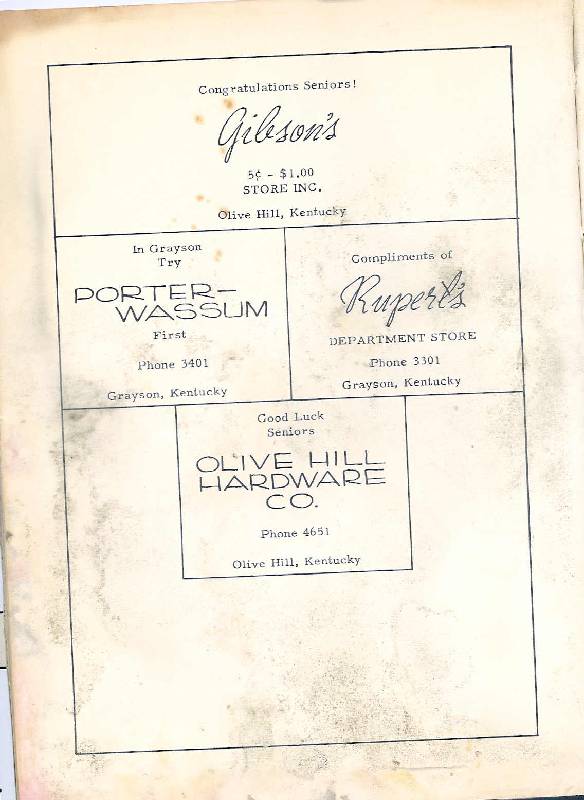 Congratulations Seniors!
Gibson's
5¢ - $1.00
STORE INC.
Olive Hill, Kentucky
In Grayson
Try
PORTER-
WASSUM
First
Phone 3401
Grayson, Kentucky
Compliments of
Rupert's
DEPARTMENT STORE
Phone 3301
Grayson, Kentucky
Good Luck
Seniors
OLIVE HILL
HARDWARE
CO.
Phone 4651
Olive Hill, Kentucky